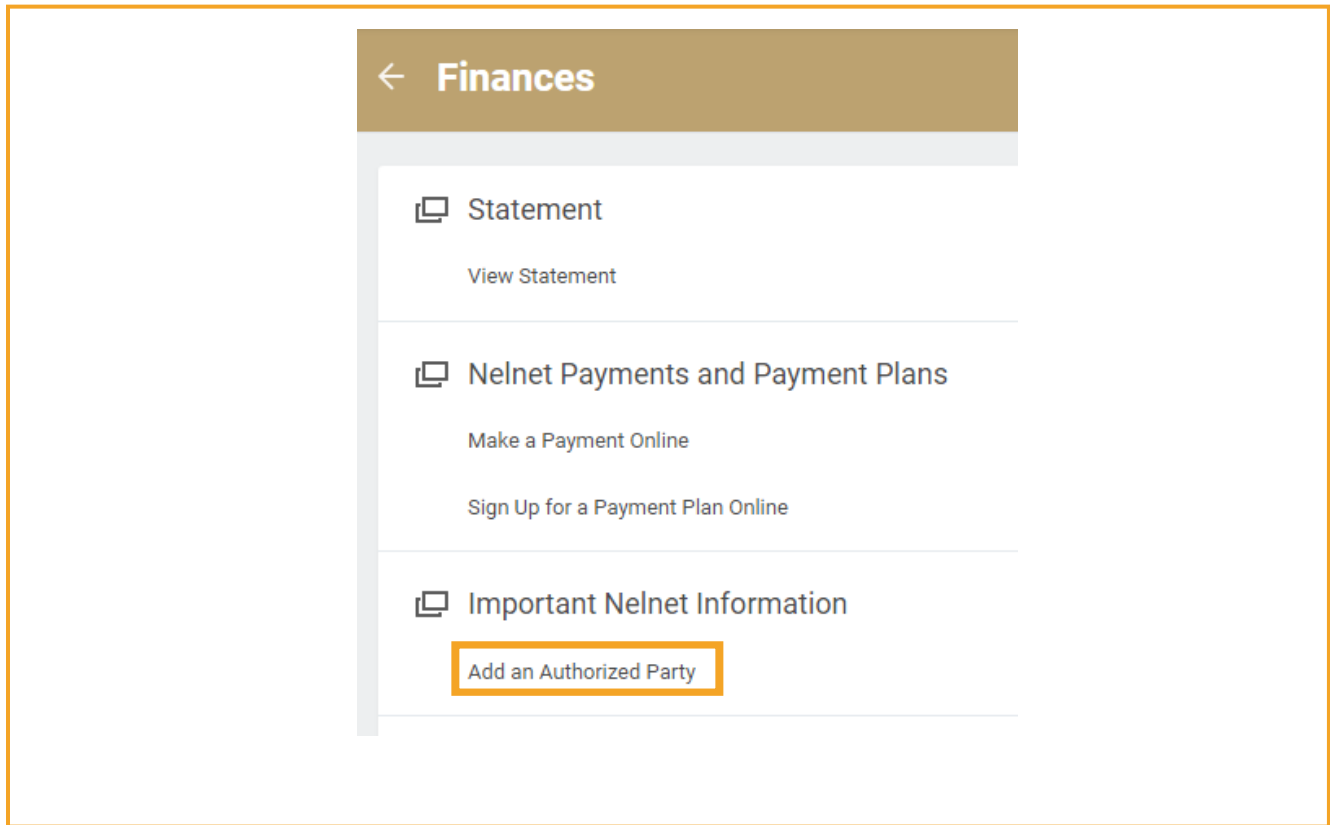 Finances
Statement
View Statement
Nelnet Payments and Payment Plans
Make a Payment Online
Sign Up for a Payment Plan Online
Important Nelnet Information
Add an Authorized Party